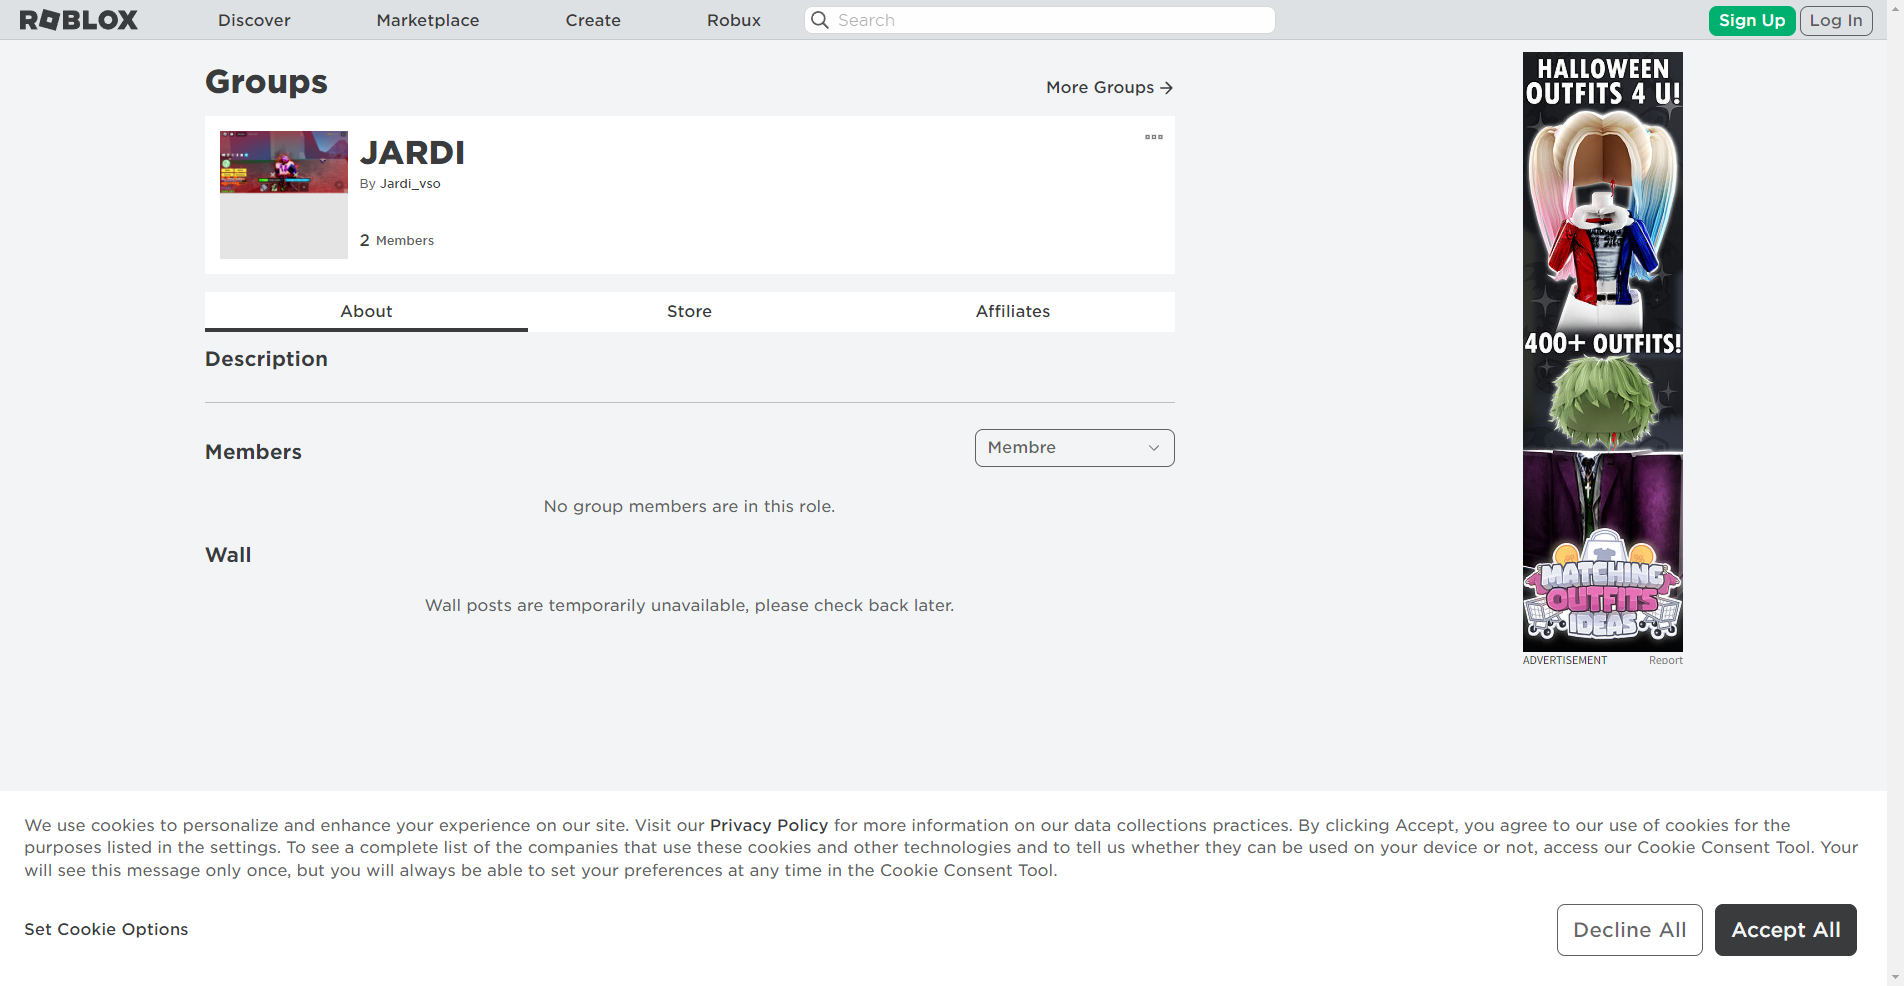 ROBLOX
Discover
Marketplace
Create
Robux
Search
Sign Up
Log In
Groups
More Groups
JARDI
By Jardi_vso
2 Members
About
Store
Affiliates
Description
Members
Membre
No group members are in this role.
Wall
Wall posts are temporarily unavailable, please check back later.
HALLOWEEN
OUTFITS 4 U!
400+ OUTFITS!
MATCHING
OUTFITS
IDEAS
ADVERTISEMENT
Report
We use cookies to personalize and enhance your experience on our site. Visit our Privacy Policy for more information on our data collections practices. By clicking Accept, you agree to our use of cookies for the
purposes listed in the settings. To see a complete list of the companies that use these cookies and other technologies and to tell us whether they can be used on your device or not, access our Cookie Consent Tool. Your
will see this message only once, but you will always be able to set your preferences at any time in the Cookie Consent Tool.
Set Cookie Options
Decline All
Accept All